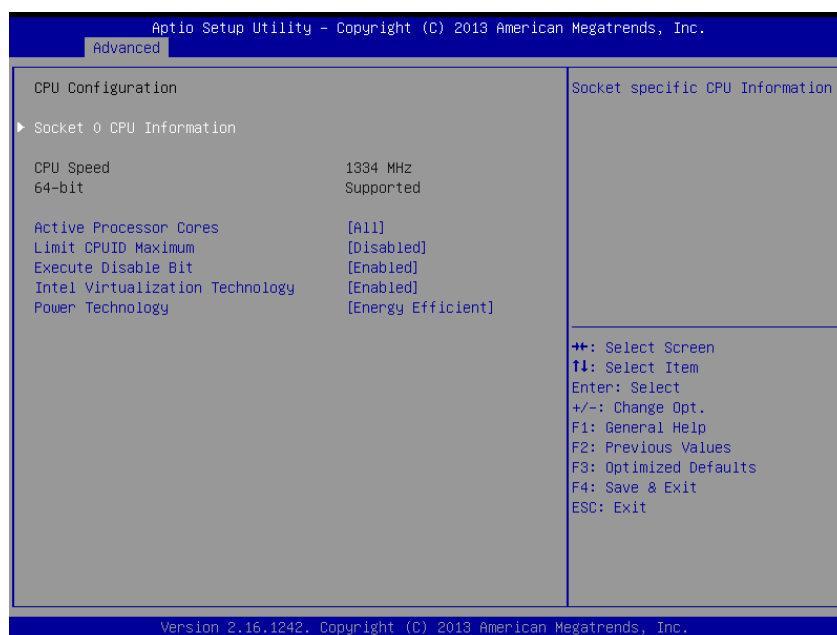 Aptio Setup Utility – Copyright (C) 2013 American Megatrends, Inc.
Advanced
CPU Configuration
Socket 0 CPU Information
CPU Speed 1334 MHz
64-bit Supported
Active Processor Cores [All]
Limit CPUID Maximum [Disabled]
Execute Disable Bit [Enabled]
Intel Virtualization Technology [Enabled]
Power Technology [Energy Efficient]
Socket specific CPU Information
→←: Select Screen
↑↓: Select Item
Enter: Select
+/-: Change Opt.
F1: General Help
F2: Previous Values
F3: Optimized Defaults
F4: Save & Exit
ESC: Exit
Version 2.16.1242. Copyright (C) 2013 American Megatrends, Inc.